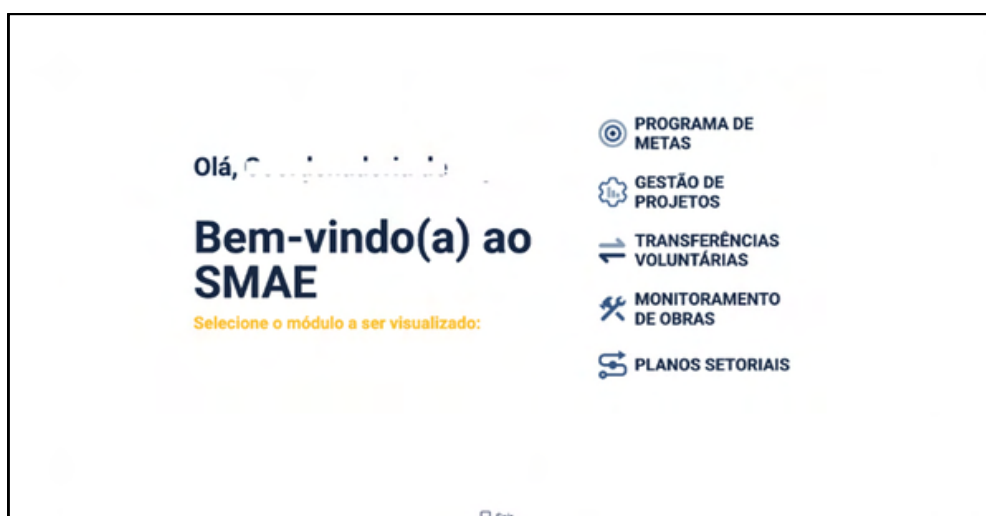 Olá,
Bem-vindo(a) ao
SMAE
Selecione o módulo a ser visualizado:
PROGRAMA DE
METAS
GESTÃO DE
PROJETOS
TRANSFERÊNCIAS
VOLUNTÁRIAS
MONITORAMENTO
DE OBRAS
PLANOS SETORIAIS